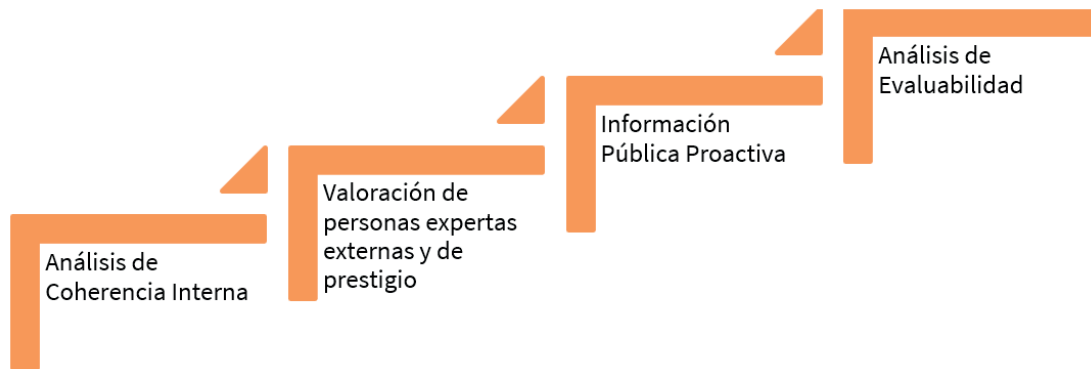 Análisis de
Coherencia Interna
Valoración de
personas expertas
externas y de
prestigio
Información
Pública Proactiva
Análisis de
Evaluabilidad